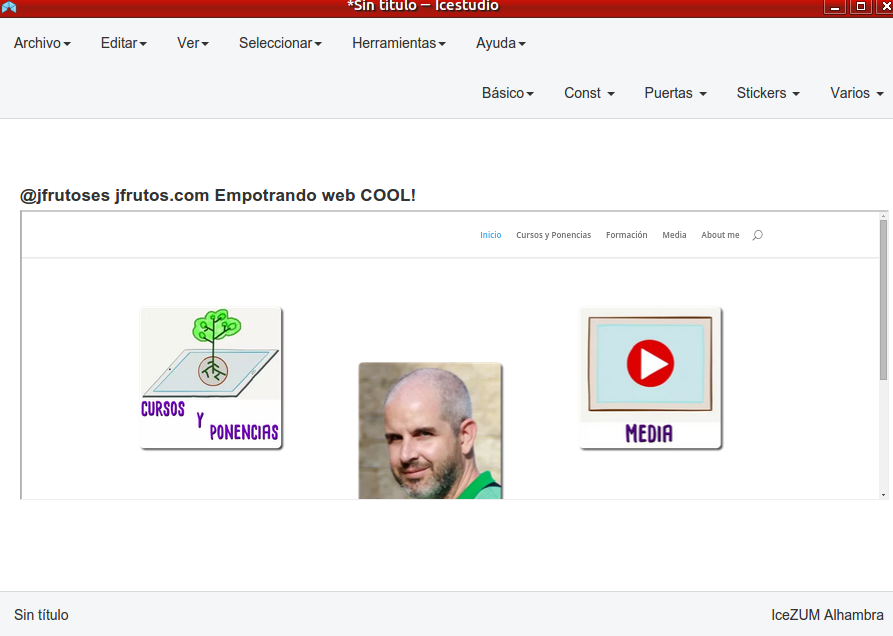 *Sin título – Icestudio
Archivo Editar Ver Seleccionar Herramientas Ayuda
Básico Const Puertas Stickers Varios
@jfrutoses jfrutos.com Empotrando web COOL!
Inicio Cursos y Ponencias Formación Media About me
CURSOS
Y
PONENCIAS
MEDIA
Sin título IceZUM Alhambra